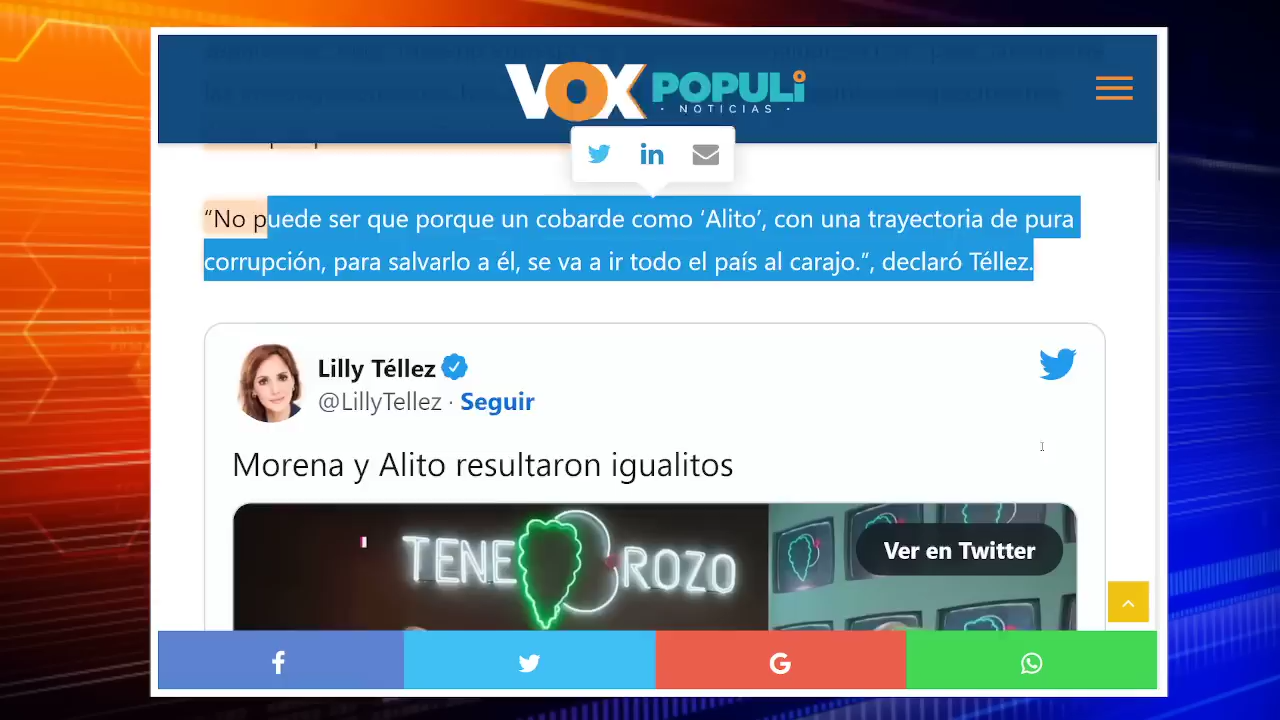 VOX POPULi
· NOTICIAS ·
“No puede ser que porque un cobarde como ‘Alito’, con una trayectoria de pura
corrupción, para salvarlo a él, se va a ir todo el país al carajo.”, declaró Téllez.
Lilly Téllez
@LillyTellez · Seguir
Morena y Alito resultaron igualitos
TENE ROZO
Ver en Twitter